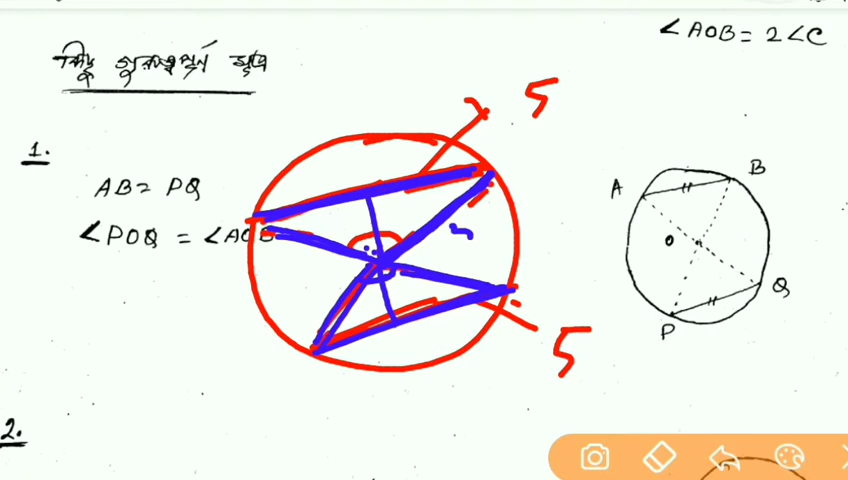 ∠AOB = 2∠C
কিছু গুরুত্বপূর্ণ সূত্র
1.
AB = PQ
∠POQ = ∠AOB
5
5
A
B
O
Q
P
2.